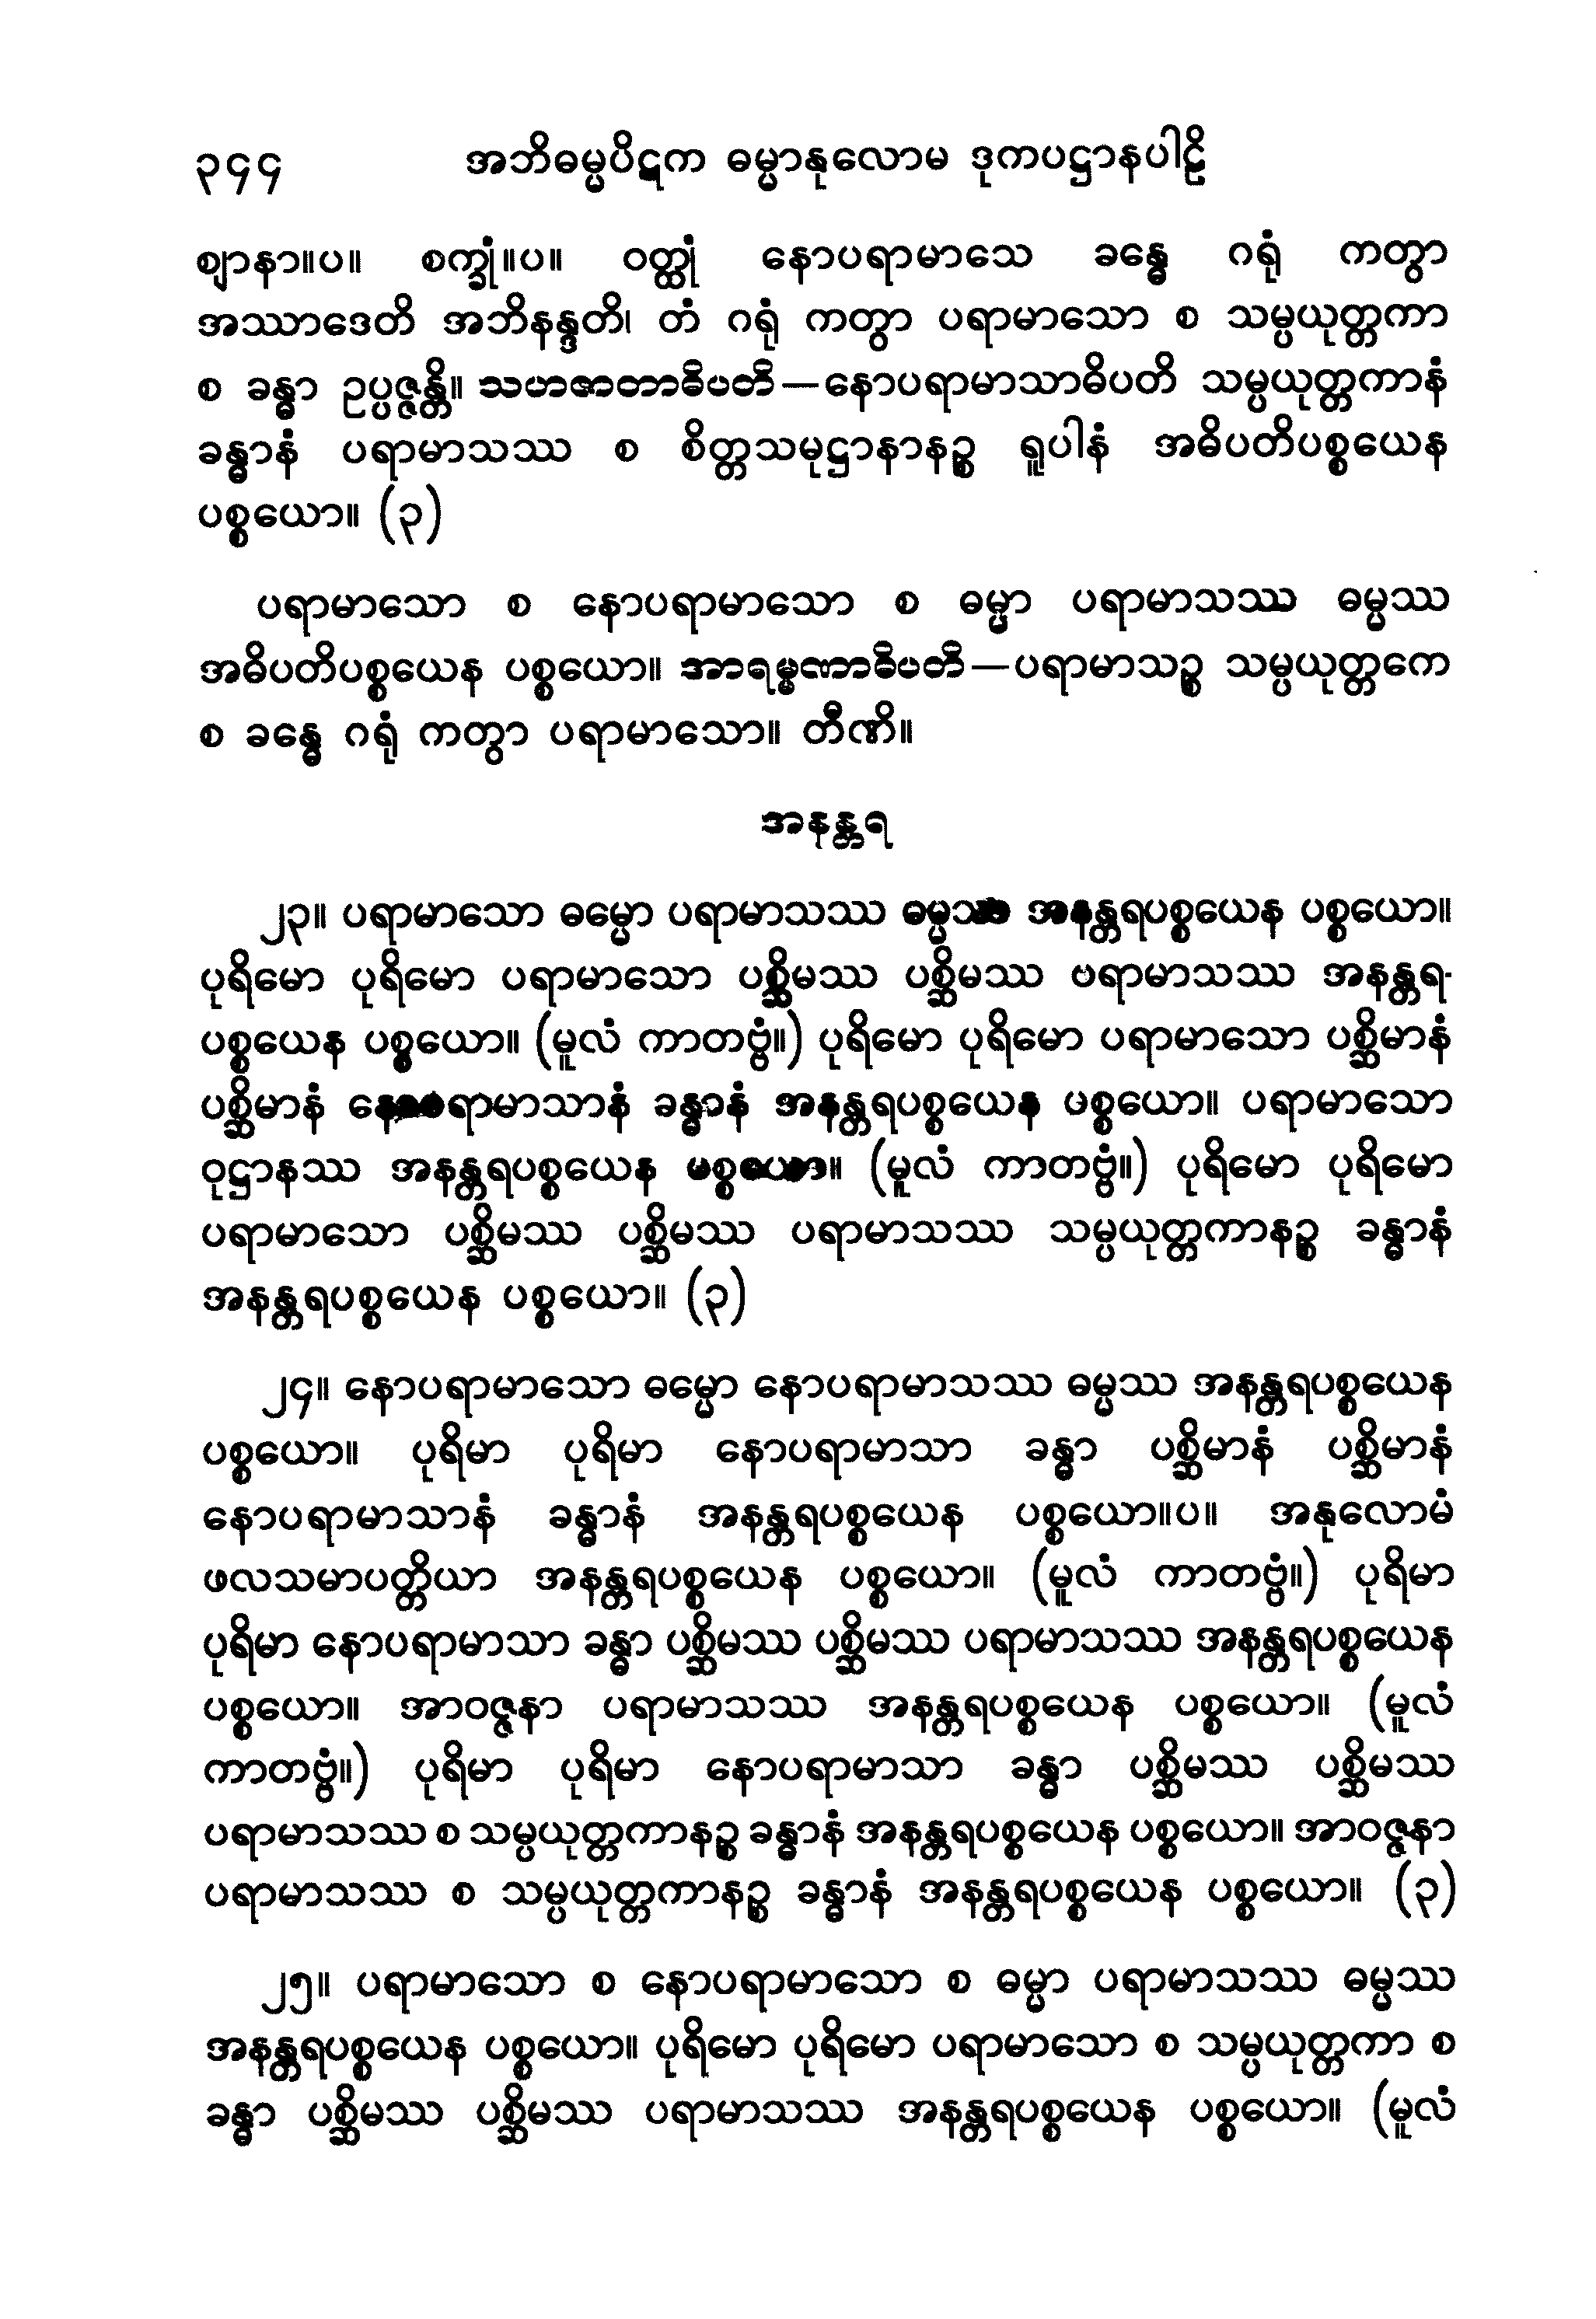 ၃၄၄ အဘိဓမ္မပိဋက ဓမ္မာနုလောမ ဒုကပဋ္ဌာနပါဠိ
ဈာနာ။ပ။ စက္ခုံ။ပ။ ဝတ္ထုံ နောပရာမာသေ ခန္ဓေ ဂရုံ ကတွာ
အဿာဒေတိ အဘိနန္ဒတိ၊ တံ ဂရုံ ကတွာ ပရာမာသော စ သမ္ပယုတ္တကာ
စ ခန္ဓာ ဥပ္ပဇ္ဇန္တိ။ သဟဇာတာဓိပတိ—နောပရာမာသာဓိပတိ သမ္ပယုတ္တကာနံ
ခန္ဓာနံ ပရာမာသဿ စ စိတ္တသမုဋ္ဌာနာနဉ္စ ရူပါနံ အဓိပတိပစ္စယေန
ပစ္စယော။ (၃)
ပရာမာသော စ နောပရာမာသော စ ဓမ္မာ ပရာမာသဿ ဓမ္မဿ
အဓိပတိပစ္စယေန ပစ္စယော။ အာရမ္မဏာဓိပတိ—ပရာမာသဉ္စ သမ္ပယုတ္တကေ
စ ခန္ဓေ ဂရုံ ကတွာ ပရာမာသော။ တီဏိ။
အနန္တရ
၂၃။ ပရာမာသော ဓမ္မော ပရာမာသဿ ဓမ္မဿ အနန္တရပစ္စယေန ပစ္စယော။
ပုရိမော ပုရိမော ပရာမာသော ပစ္ဆိမဿ ပစ္ဆိမဿ ပရာမာသဿ အနန္တရ-
ပစ္စယေန ပစ္စယော။ (မူလံ ကာတဗ္ဗံ။) ပုရိမော ပုရိမော ပရာမာသော ပစ္ဆိမာနံ
ပစ္ဆိမာနံ နောပရာမာသာနံ ခန္ဓာနံ အနန္တရပစ္စယေန ပစ္စယော။ ပရာမာသော
ဝုဋ္ဌာနဿ အနန္တရပစ္စယေန ပစ္စယော။ (မူလံ ကာတဗ္ဗံ။) ပုရိမော ပုရိမော
ပရာမာသော ပစ္ဆိမဿ ပစ္ဆိမဿ ပရာမာသဿ သမ္ပယုတ္တကာနဉ္စ ခန္ဓာနံ
အနန္တရပစ္စယေန ပစ္စယော။ (၃)
၂၄။ နောပရာမာသော ဓမ္မော နောပရာမာသဿ ဓမ္မဿ အနန္တရပစ္စယေန
ပစ္စယော။ ပုရိမာ ပုရိမာ နောပရာမာသာ ခန္ဓာ ပစ္ဆိမာနံ ပစ္ဆိမာနံ
နောပရာမာသာနံ ခန္ဓာနံ အနန္တရပစ္စယေန ပစ္စယော။ပ။ အနုလောမံ
ဖလသမာပတ္တိယာ အနန္တရပစ္စယေန ပစ္စယော။ (မူလံ ကာတဗ္ဗံ။) ပုရိမာ
ပုရိမာ နောပရာမာသာ ခန္ဓာ ပစ္ဆိမဿ ပစ္ဆိမဿ ပရာမာသဿ အနန္တရပစ္စယေန
ပစ္စယော။ အာဝဇ္ဇနာ ပရာမာသဿ အနန္တရပစ္စယေန ပစ္စယော။ (မူလံ
ကာတဗ္ဗံ။) ပုရိမာ ပုရိမာ နောပရာမာသာ ခန္ဓာ ပစ္ဆိမဿ ပစ္ဆိမဿ
ပရာမာသဿ စ သမ္ပယုတ္တကာနဉ္စ ခန္ဓာနံ အနန္တရပစ္စယေန ပစ္စယော။ အာဝဇ္ဇနာ
ပရာမာသဿ စ သမ္ပယုတ္တကာနဉ္စ ခန္ဓာနံ အနန္တရပစ္စယေန ပစ္စယော။ (၃)
၂၅။ ပရာမာသော စ နောပရာမာသော စ ဓမ္မာ ပရာမာသဿ ဓမ္မဿ
အနန္တရပစ္စယေန ပစ္စယော။ ပုရိမော ပုရိမော ပရာမာသော စ သမ္ပယုတ္တကာ စ
ခန္ဓာ ပစ္ဆိမဿ ပစ္ဆိမဿ ပရာမာသဿ အနန္တရပစ္စယေန ပစ္စယော။ (မူလံ